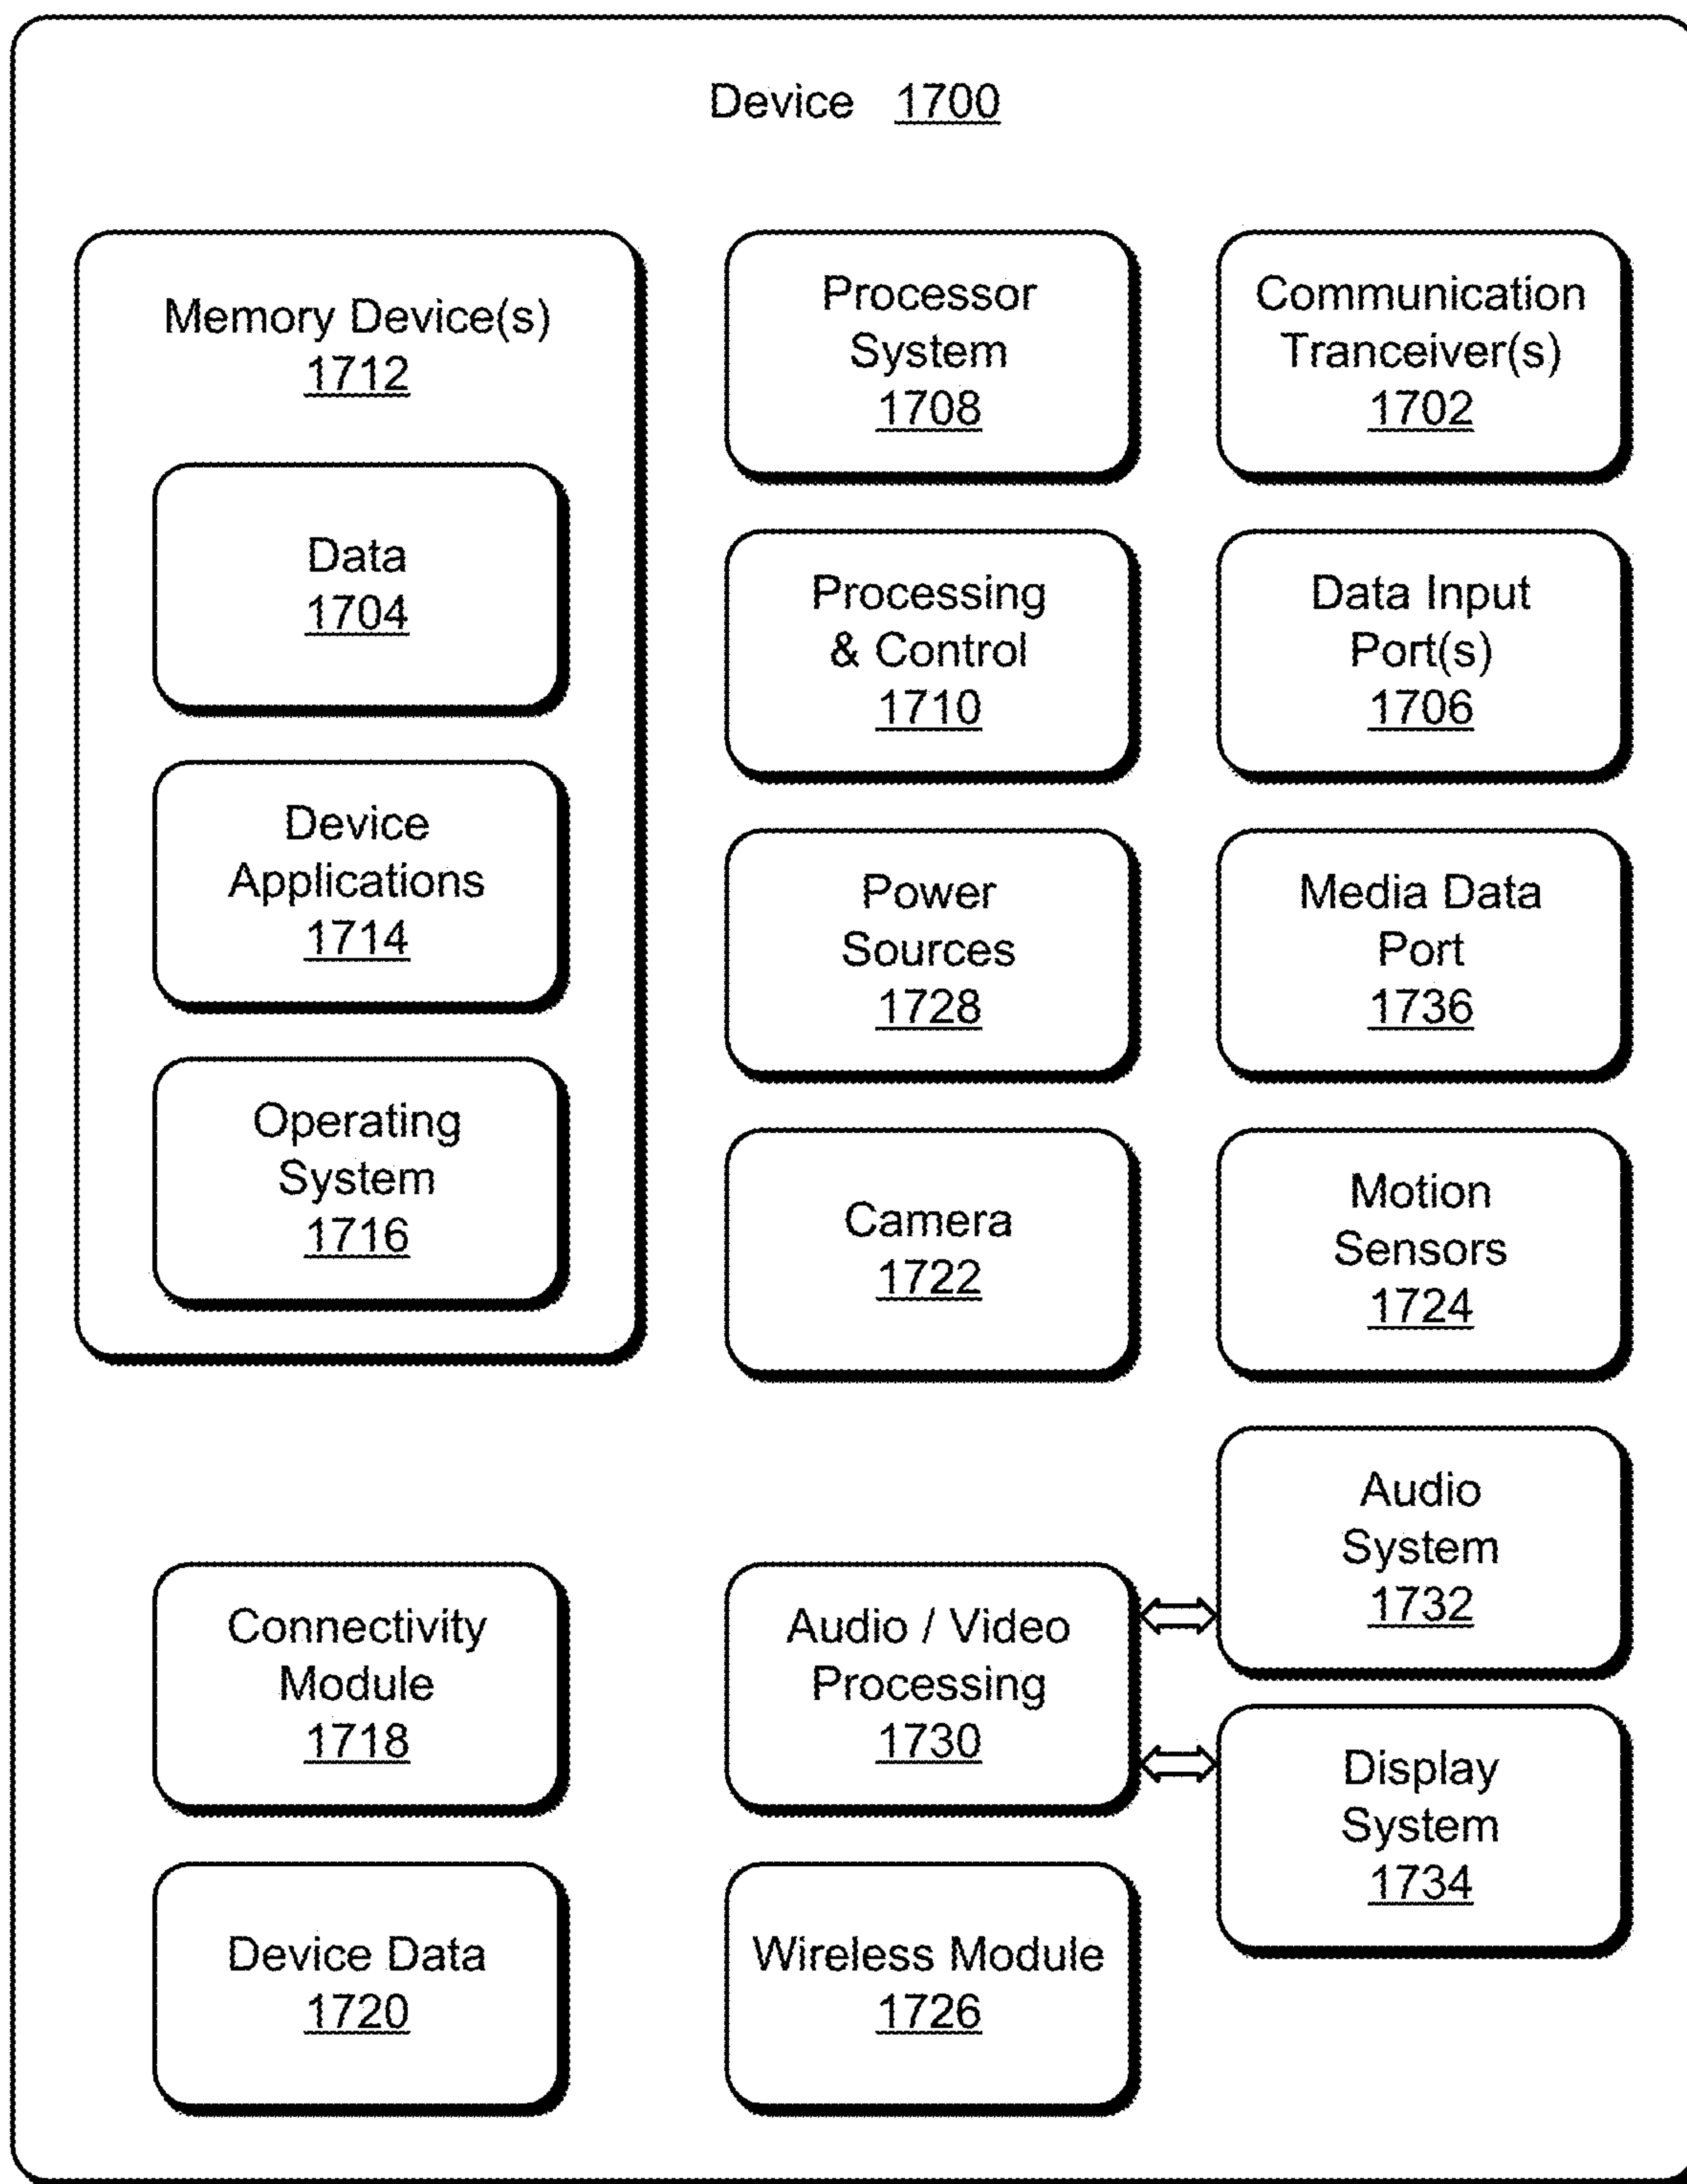 Device 1700
Memory Device(s)
1712
Data
1704
Device
Applications
1714
Operating
System
1716
Processor
System
1708
Communication
Tranceiver(s)
1702
Processing
& Control
1710
Data Input
Port(s)
1706
Power
Sources
1728
Media Data
Port
1736
Camera
1722
Motion
Sensors
1724
Connectivity
Module
1718
Audio / Video
Processing
1730
Audio
System
1732
Display
System
1734
Device Data
1720
Wireless Module
1726